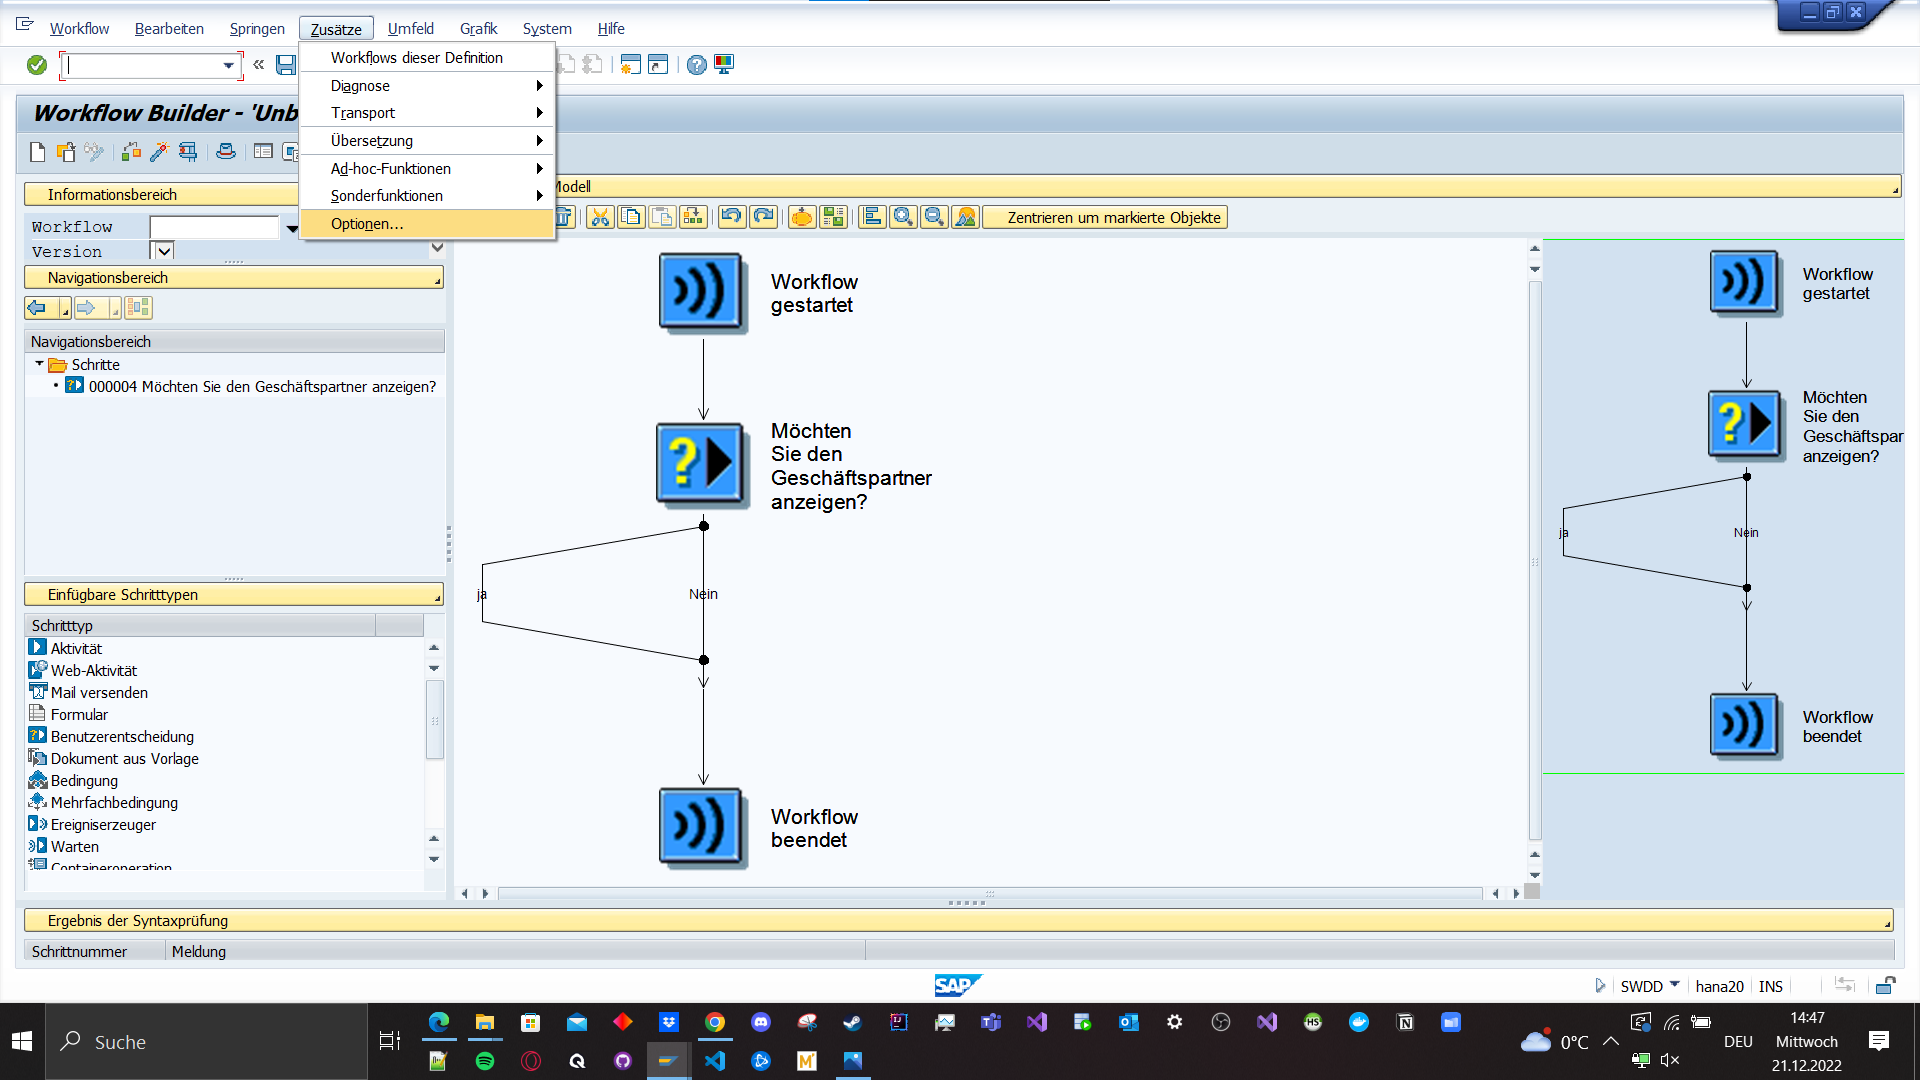 Workflow Bearbeiten Springen Zusätze Umfeld Grafik System Hilfe
Workflows dieser Definition
Diagnose
Transport
Übersetzung
Ad-hoc-Funktionen
Sonderfunktionen
Optionen...
Workflow Builder - 'Unb
Informationsbereich
Modell
Workflow
Version
Zentrieren um markierte Objekte
Navigationsbereich
Navigationsbereich
Schritte
000004 Möchten Sie den Geschäftspartner anzeigen?
Einfügbare Schritttypen
Schritttyp
Aktivität
Web-Aktivität
Mail versenden
Formular
Benutzerentscheidung
Dokument aus Vorlage
Bedingung
Mehrfachbedingung
Ereigniserzeuger
Warten
Containeroperation
Workflow
gestartet
Möchten
Sie den
Geschäftspartner
anzeigen?
ja
Nein
Workflow
beendet
Workflow
gestartet
Möchten
Sie den
Geschäftspar
anzeigen?
ja
Nein
Workflow
beendet
Ergebnis der Syntaxprüfung
Schrittnummer Meldung
SAP
SWDD hana20 INS
Suche
0°C
DEU
14:47
Mittwoch
21.12.2022